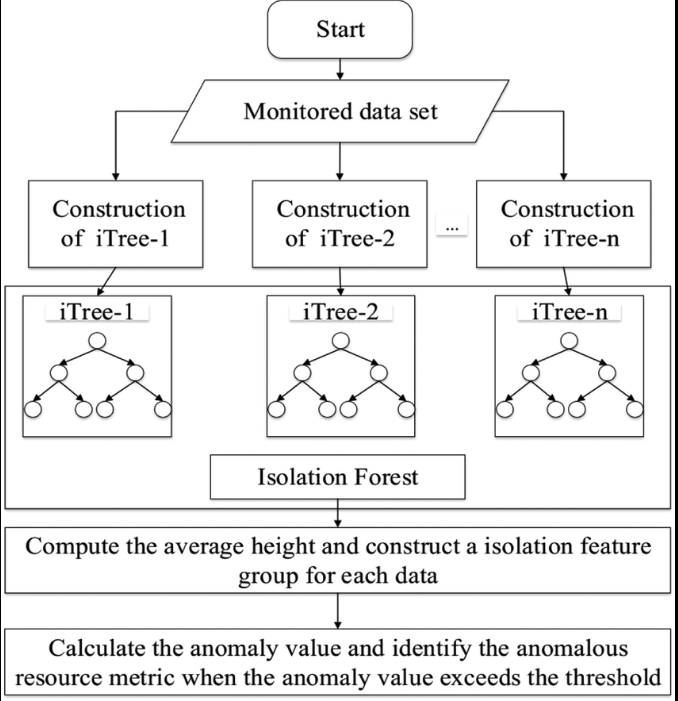 Start
Monitored data set
Construction
of iTree-1
Construction
of iTree-2
...
Construction
of iTree-n
iTree-1
iTree-2
iTree-n
Isolation Forest
Compute the average height and construct a isolation feature
group for each data
Calculate the anomaly value and identify the anomalous
resource metric when the anomaly value exceeds the threshold